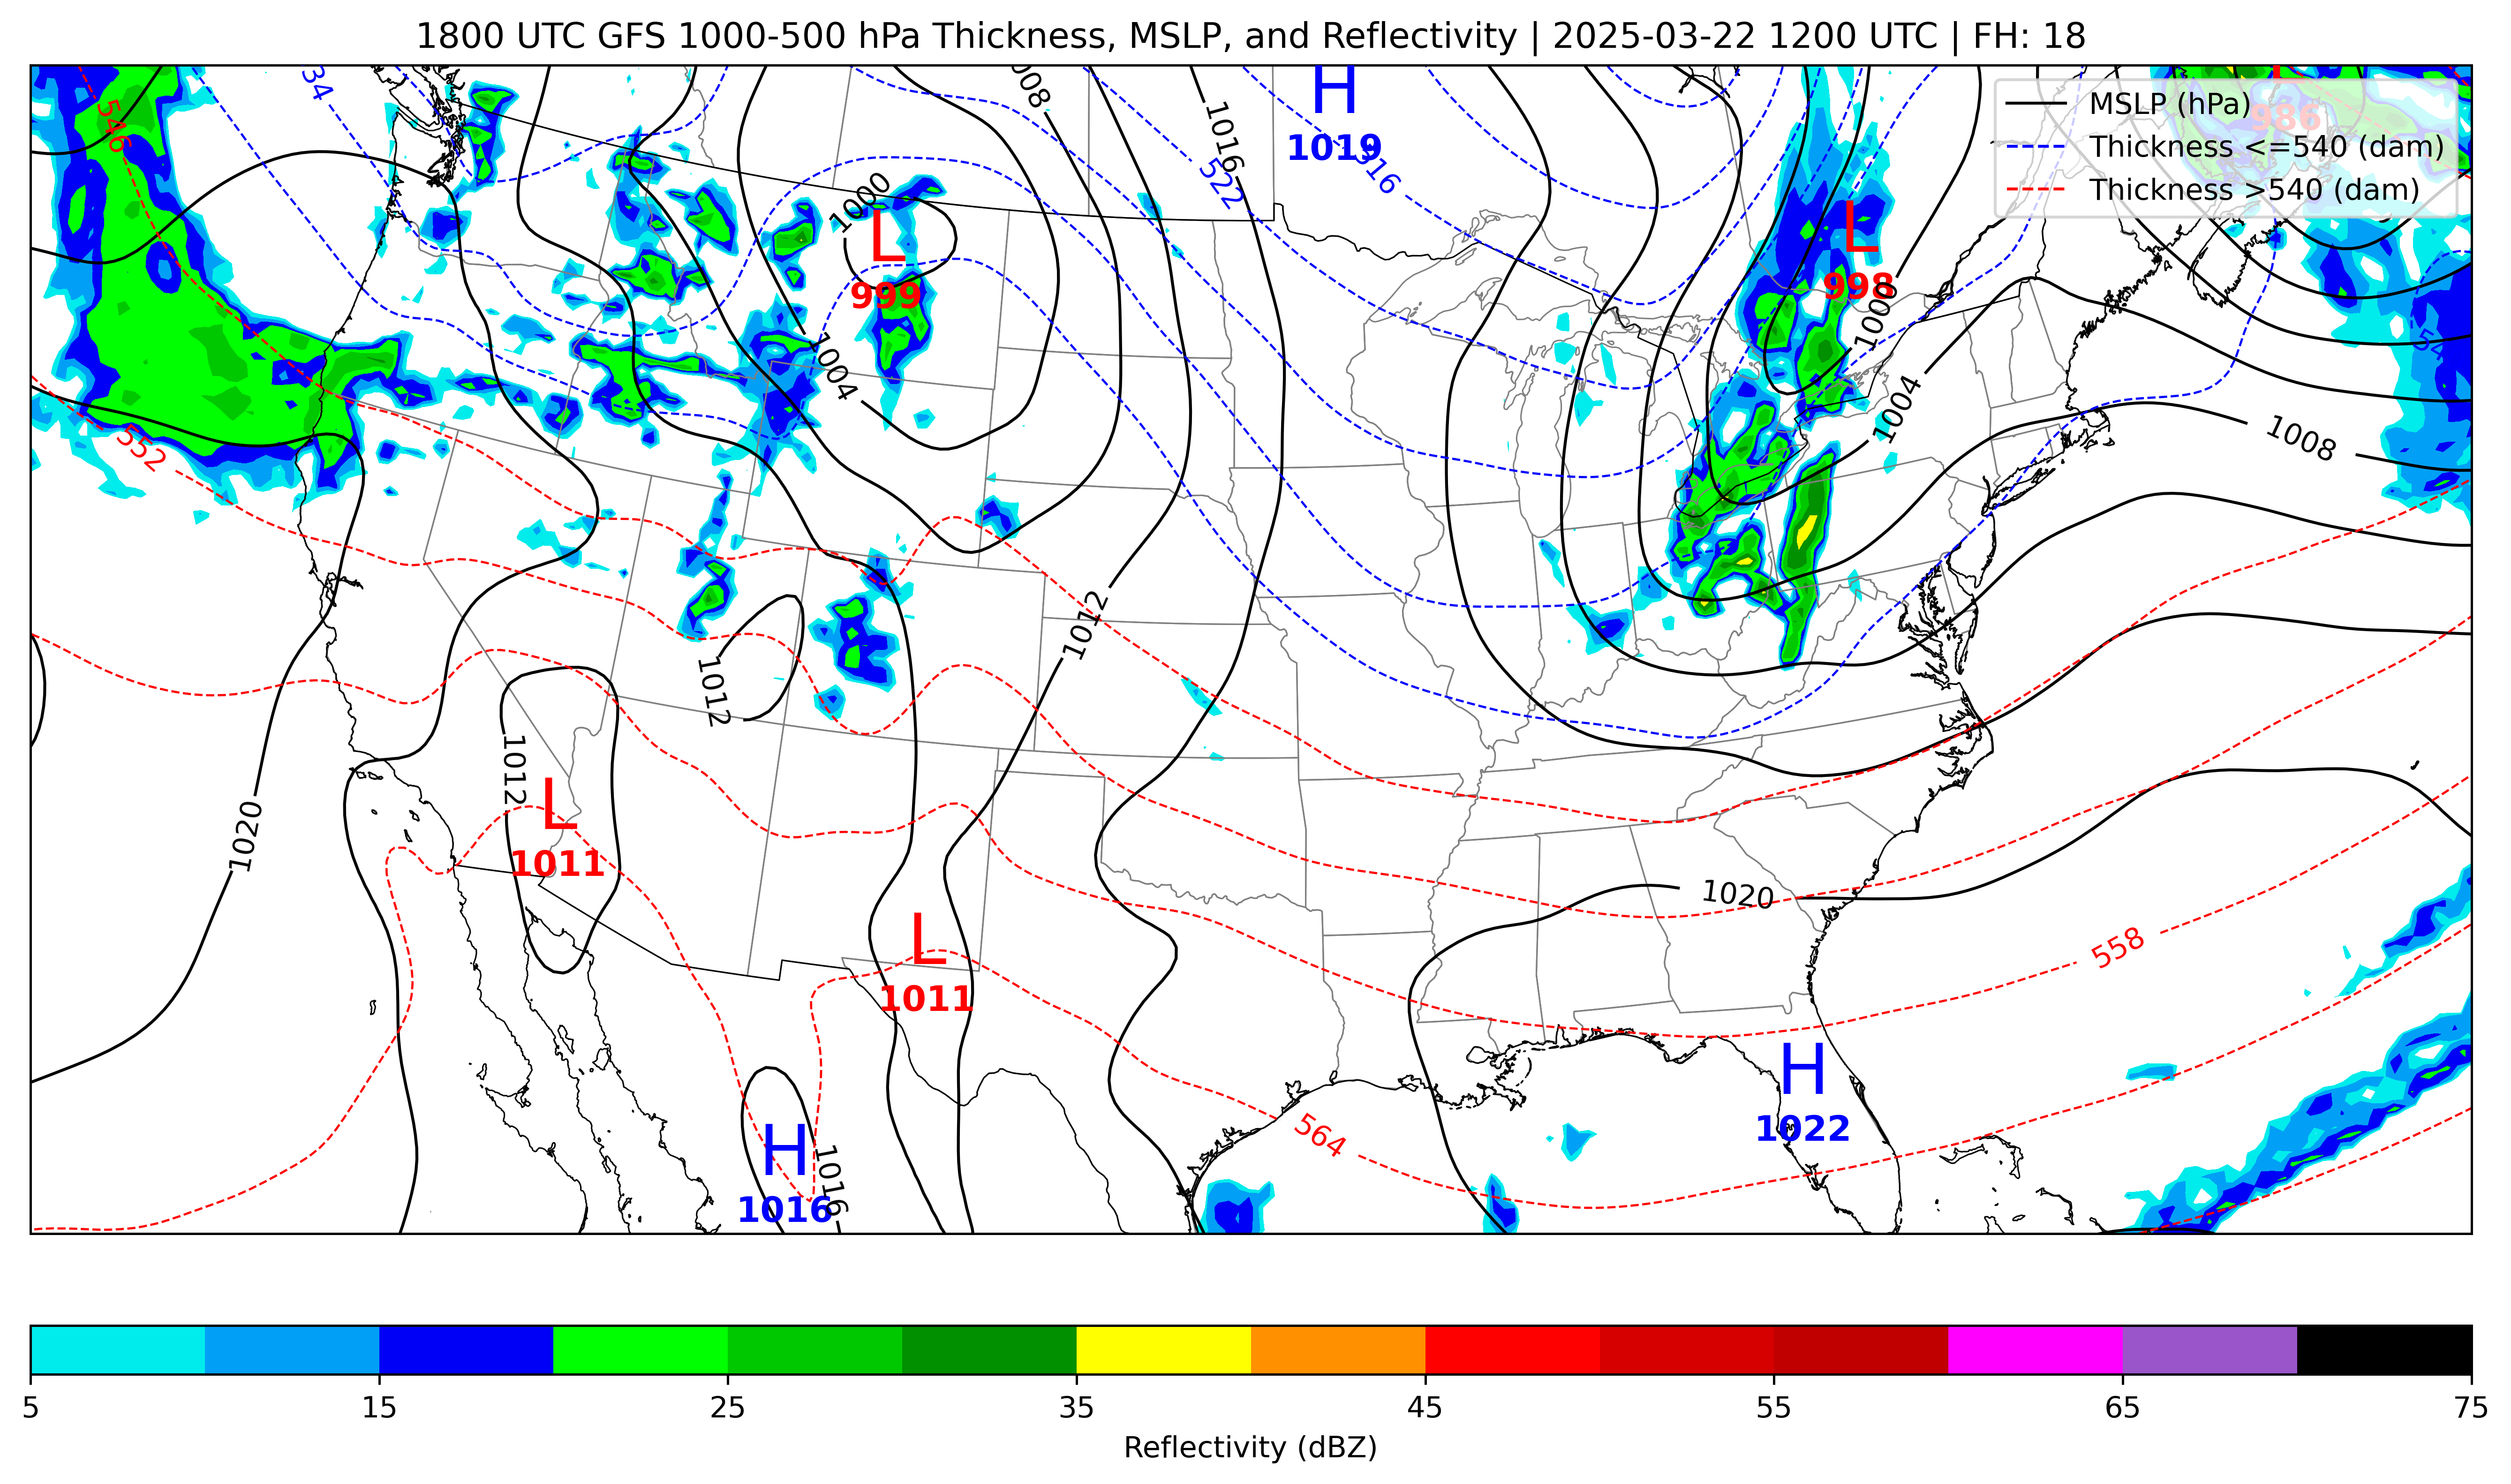 1800 UTC GFS 1000-500 hPa Thickness, MSLP, and Reflectivity | 2025-03-22 1200 UTC | FH: 18
MSLP (hPa)
Thickness <=540 (dam)
Thickness >540 (dam)
H
1019
L
986
L
999
L
998
L
1011
L
1011
H
1016
H
1022
546
552
34
1008
1016
522
516
1000
1004
1008
1004
1008
1012
1012
1012
1020
1020
1016
558
564
5 15 25 35 45 55 65 75
Reflectivity (dBZ)